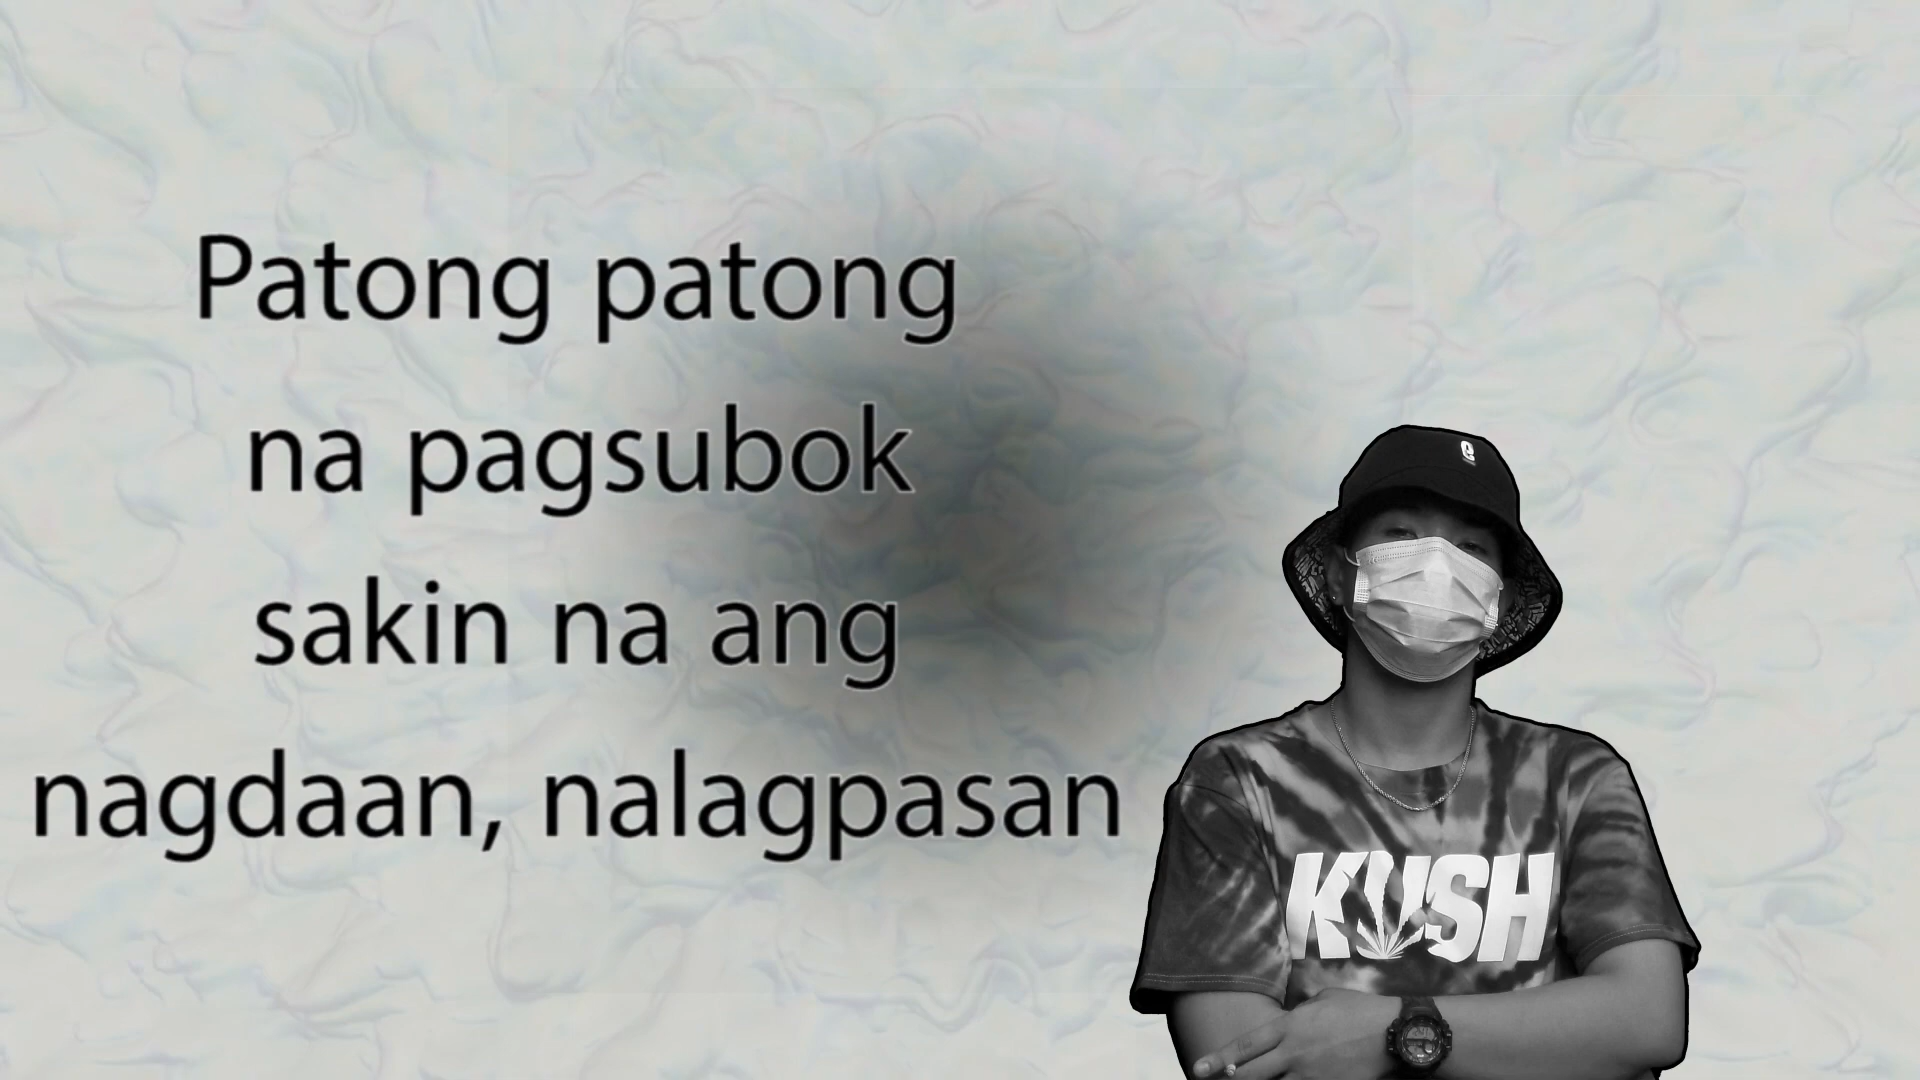 Patong patong
na pagsubok
sakin na ang
nagdaan, nalagpasan
e
KUSH